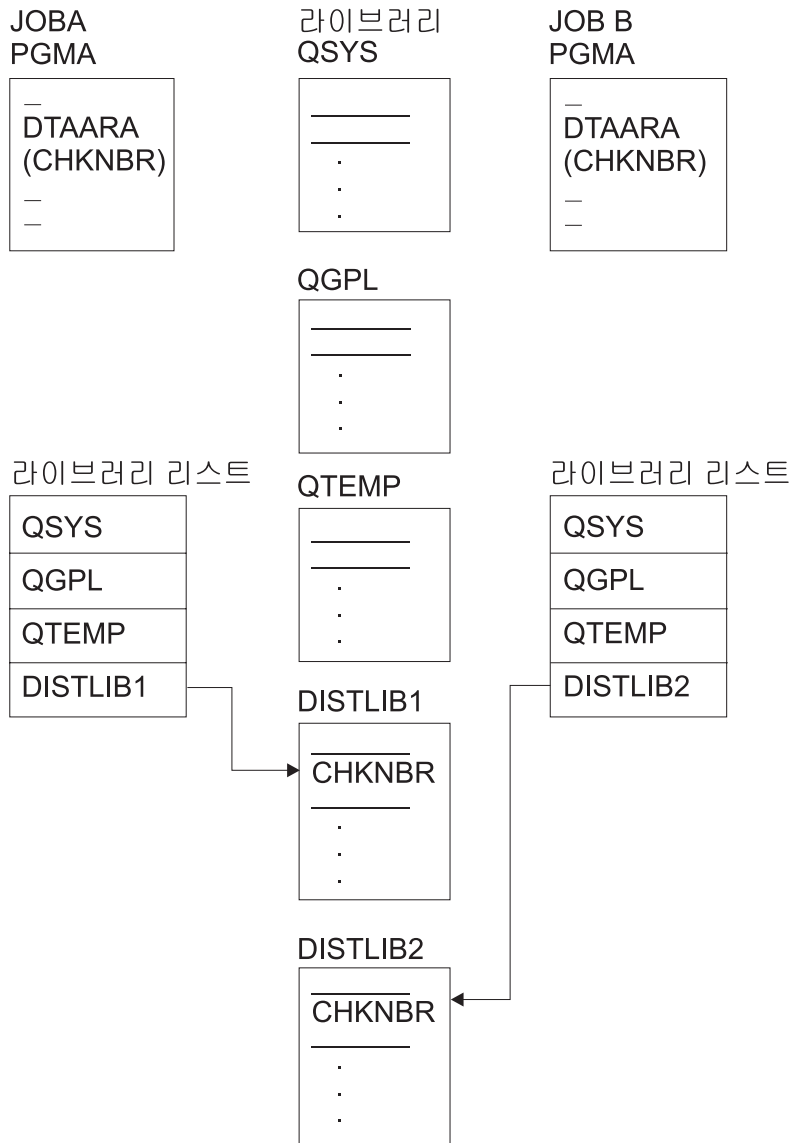 JOBA
PGMA
DTAARA
(CHKNBR)
라이브러리
QSYS
JOB B
PGMA
DTAARA
(CHKNBR)
QGPL
라이브러리 리스트
QSYS
QGPL
QTEMP
DISTLIB1
QTEMP
라이브러리 리스트
QSYS
QGPL
QTEMP
DISTLIB2
DISTLIB1
CHKNBR
DISTLIB2
CHKNBR